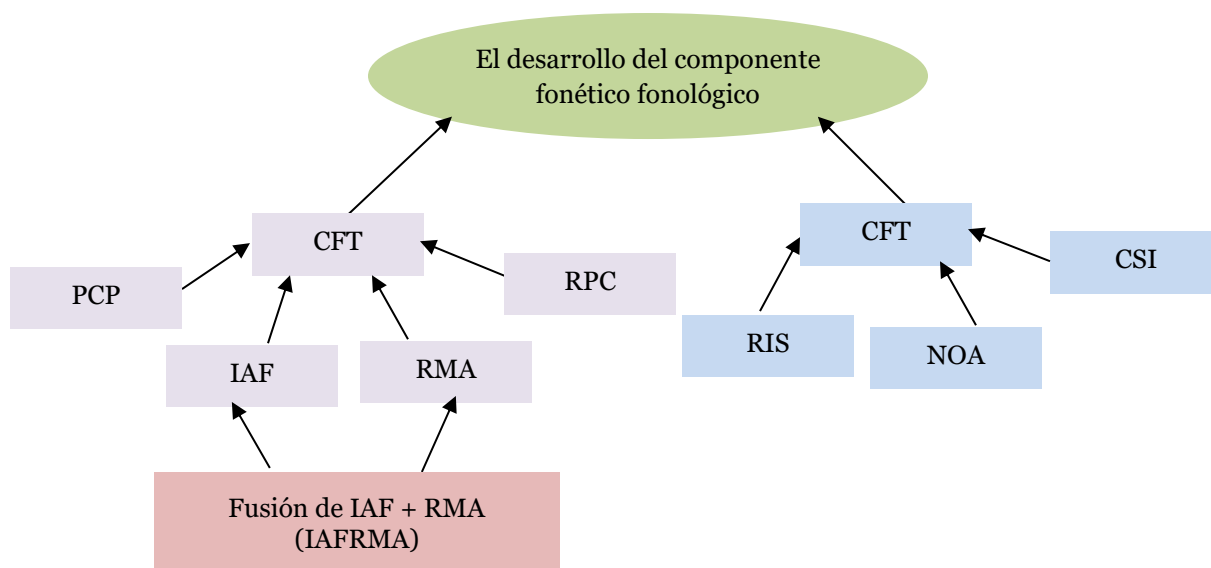 El desarrollo del componente
fonético fonológico
CFT
CFT
PCP
RPC
CSI
IAF
RMA
RIS
NOA
Fusión de IAF + RMA
(IAFRMA)